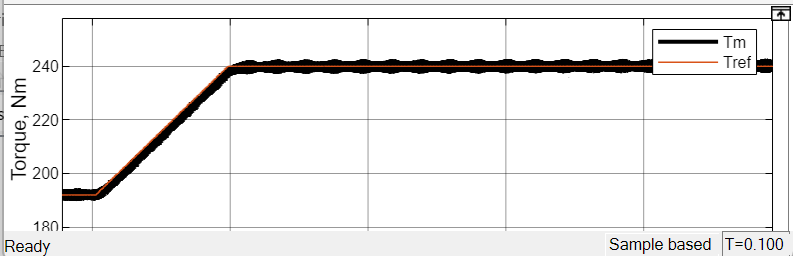 Tm
Tref
240
220
200
180
Torque, Nm
Ready
Sample based
T=0.100